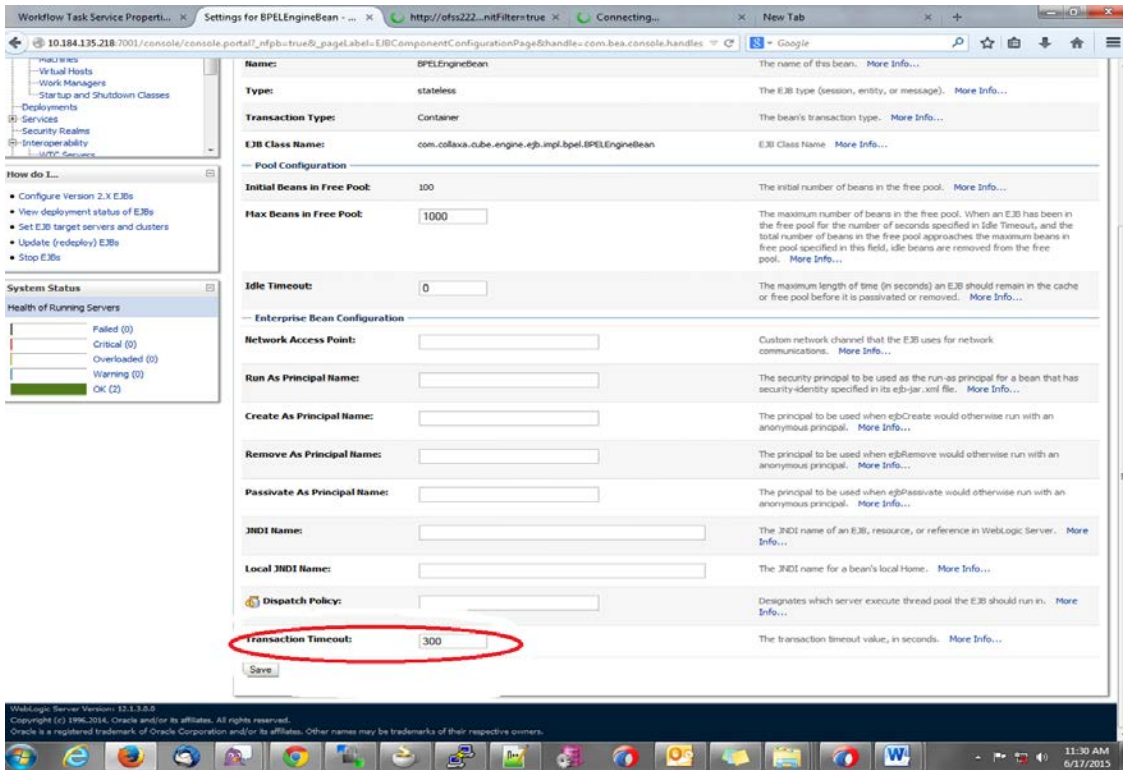 Workflow Task Service Properti... ×
Settings for BPELEngineBean - ... ×
http://ofss222...nitFilter=true ×
Connecting... ×
New Tab × +
10.184.135.218:7001/console/console.portal?_nfpb=true&_pageLabel=EJBComponentConfigurationPage&handle=com.bea.console.handles
Google
Machines
Virtual Hosts
Work Managers
Startup and Shutdown Classes
Deployments
Services
Security Realms
Interoperability
WTC Servers
How do I...
Configure Version 2.X EJBs
View deployment status of EJBs
Set EJB target servers and clusters
Update (redeploy) EJBs
Stop EJBs
System Status
Health of Running Servers
Failed (0)
Critical (0)
Overloaded (0)
Warning (0)
OK (2)
Name: BPELEngineBean The name of this bean. More Info...
Type: stateless The EJB type (session, entity, or message). More Info...
Transaction Type: Container The bean's transaction type. More Info...
EJB Class Name: com.collaxa.cube.engine.ejb.impl.bpel.BPELEngineBean EJB Class Name More Info...
Pool Configuration
Initial Beans in Free Pool: 100 The initial number of beans in the free pool. More Info...
Max Beans in Free Pool: 1000 The maximum number of beans in the free pool. When an EJB has been in
the free pool for the number of seconds specified in Idle Timeout, and the
total number of beans in the free pool approaches the maximum beans in
free pool specified in this field, idle beans are removed from the free
pool. More Info...
Idle Timeout: 0 The maximum length of time (in seconds) an EJB should remain in the cache
or free pool before it is passivated or removed. More Info...
Enterprise Bean Configuration
Network Access Point: Custom network channel that the EJB uses for network
communications. More Info...
Run As Principal Name: The security principal to be used as the run-as principal for a bean that has
security-identity specified in its ejb-jar.xml file. More Info...
Create As Principal Name: The principal to be used when ejbCreate would otherwise run with an
anonymous principal. More Info...
Remove As Principal Name: The principal to be used when ejbRemove would otherwise run with an
anonymous principal. More Info...
Passivate As Principal Name: The principal to be used when ejbPassivate would otherwise run with an
anonymous principal. More Info...
JNDI Name: The JNDI name of an EJB, resource, or reference in WebLogic Server. More
Info...
Local JNDI Name: The JNDI name for a bean's local Home. More Info...
Dispatch Policy: Designates which server execute thread pool the EJB should run in. More
Info...
Transaction Timeout: 300 The transaction timeout value, in seconds. More Info...
Save
WebLogic Server Version: 12.1.3.0.0
Copyright (c) 1996,2014, Oracle and/or its affiliates. All rights reserved.
Oracle is a registered trademark of Oracle Corporation and/or its affiliates. Other names may be trademarks of their respective owners.
11:30 AM
6/17/2015